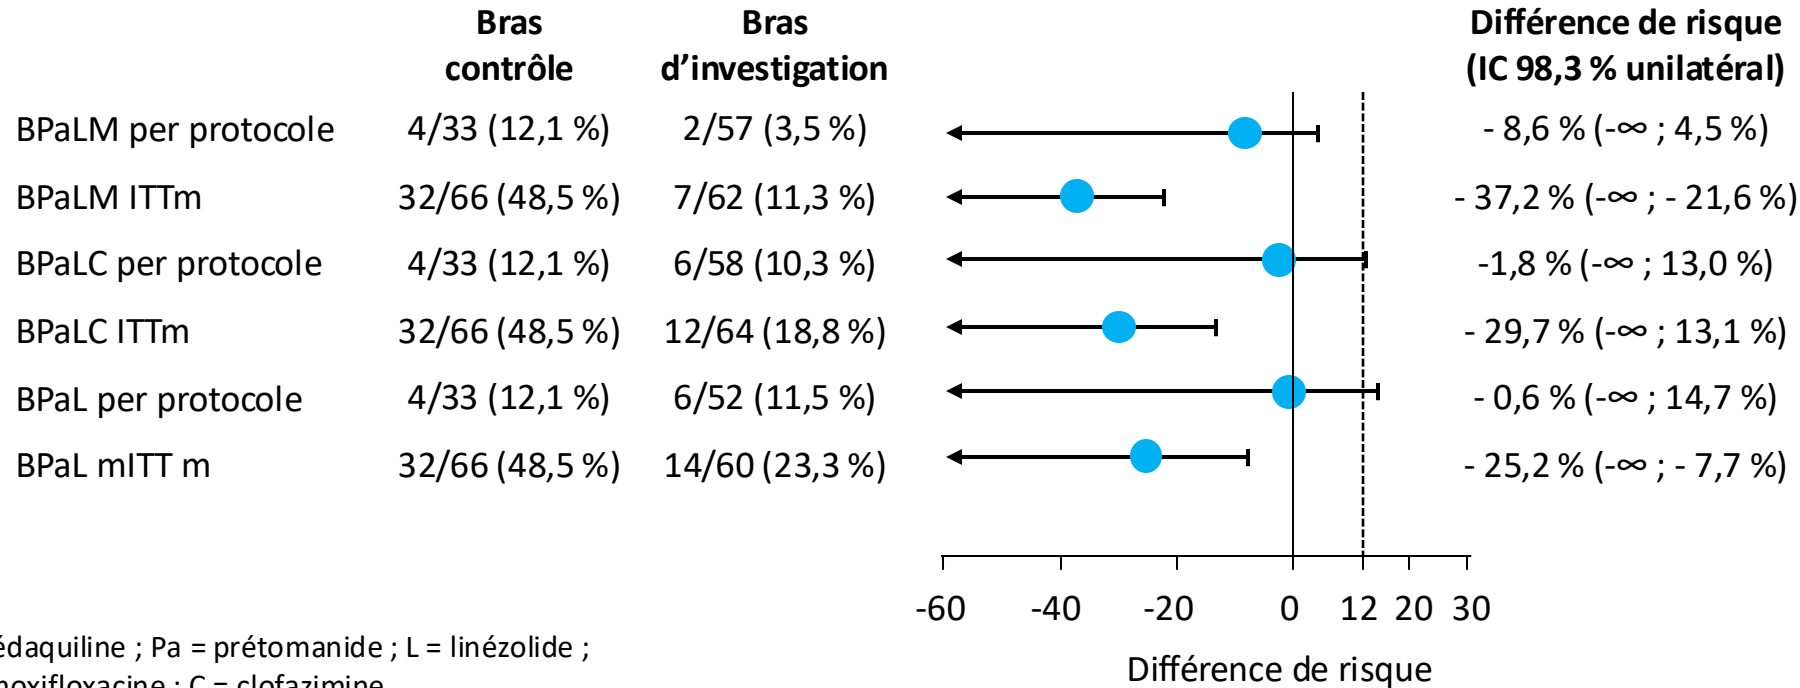 Bras contrôle
Bras d’investigation
Différence de risque (IC 98,3 % unilatéral)
BPaLM per protocole 4/33 (12,1 %) 2/57 (3,5 %) - 8,6 % (-∞ ; 4,5 %)
BPaLM ITTm 32/66 (48,5 %) 7/62 (11,3 %) - 37,2 % (-∞ ; - 21,6 %)
BPaLC per protocole 4/33 (12,1 %) 6/58 (10,3 %) -1,8 % (-∞ ; 13,0 %)
BPaLC ITTm 32/66 (48,5 %) 12/64 (18,8 %) - 29,7 % (-∞ ; 13,1 %)
BPaL per protocole 4/33 (12,1 %) 6/52 (11,5 %) - 0,6 % (-∞ ; 14,7 %)
BPaL mITT m 32/66 (48,5 %) 14/60 (23,3 %) - 25,2 % (-∞ ; - 7,7 %)
-60 -40 -20 0 12 20 30
Différence de risque
édaquiline ; Pa = prétomanide ; L = linézolide ;
moxifloxacine ; C = clofazimine